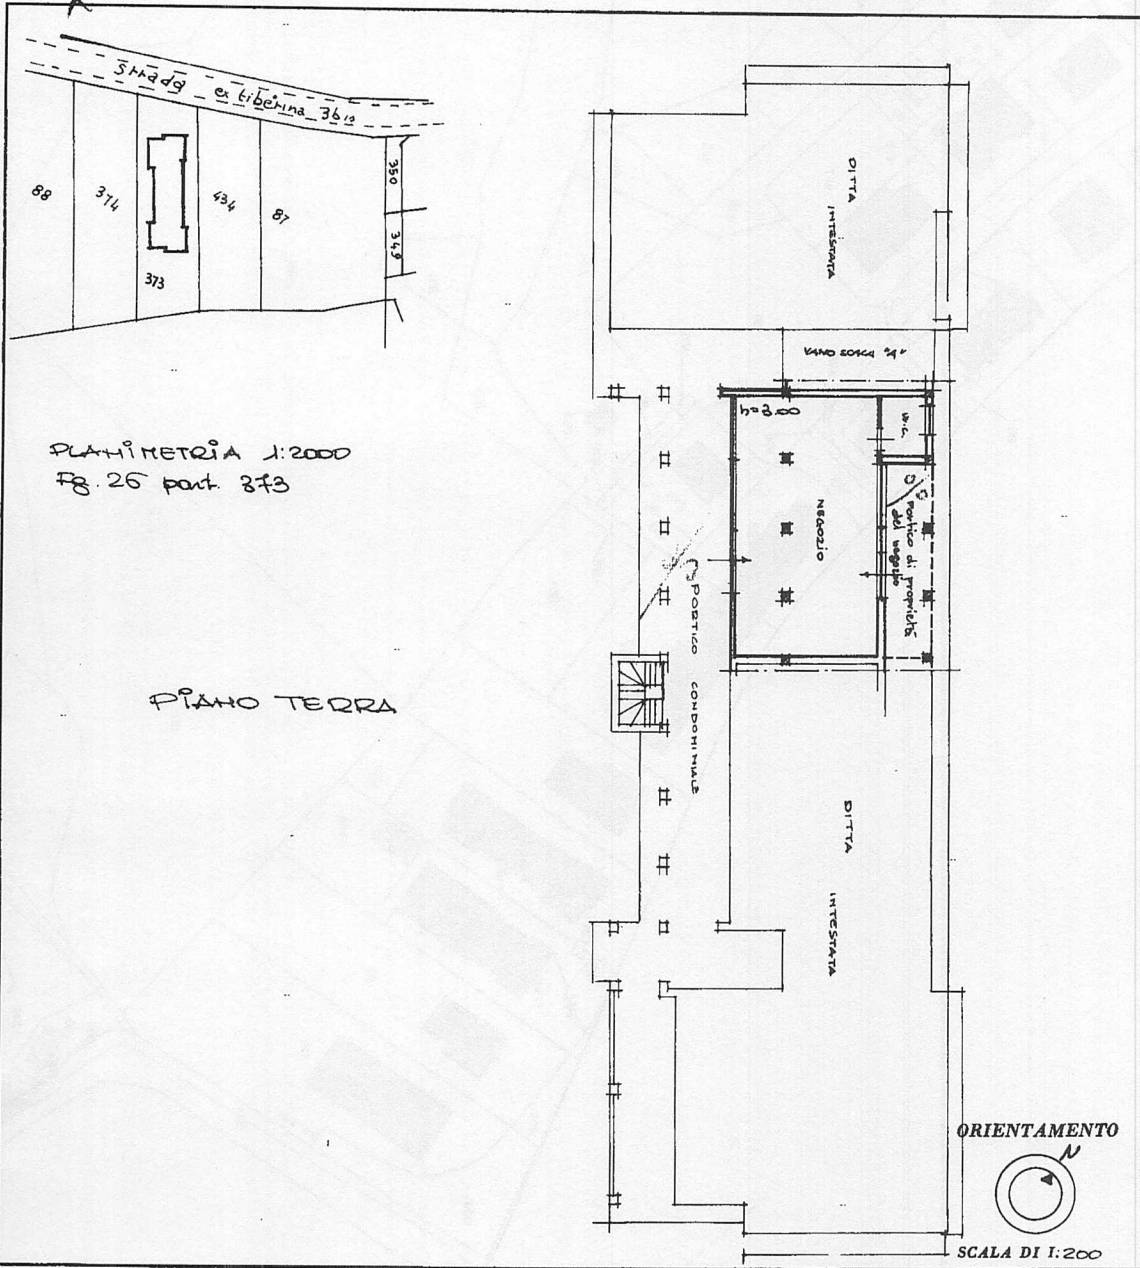 strada ex tiberina 3bis
88
374
373
434
87
350
349
PLANIMETRIA 1:2000
Fg. 26 part. 373
PIANO TERRA
DITTA
INTESTATA
VANO SCALA "A"
h=3.00
W.C.
NEGOZIO
portico di proprietà
del negozio
PORTICO CONDOMINIALE
DITTA
INTESTATA
ORIENTAMENTO
N
SCALA DI 1:200